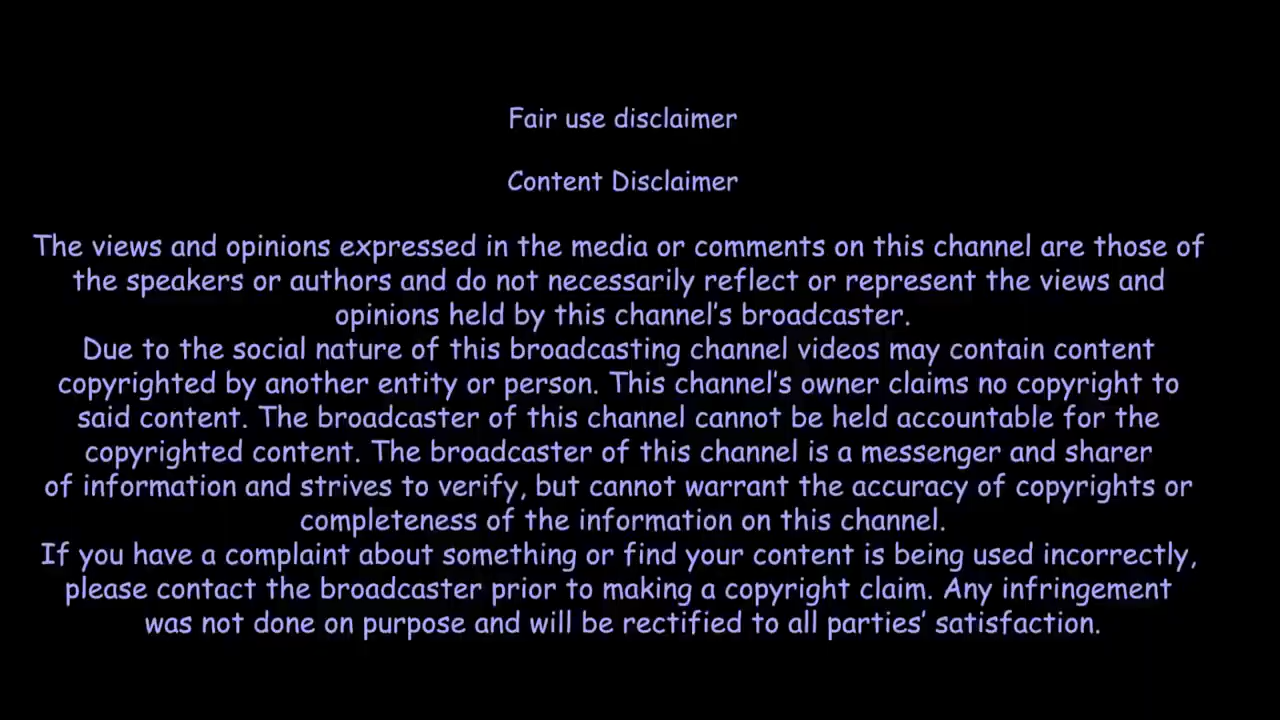 Fair use disclaimer
Content Disclaimer
The views and opinions expressed in the media or comments on this channel are those of
the speakers or authors and do not necessarily reflect or represent the views and
opinions held by this channel’s broadcaster.
Due to the social nature of this broadcasting channel videos may contain content
copyrighted by another entity or person. This channel’s owner claims no copyright to
said content. The broadcaster of this channel cannot be held accountable for the
copyrighted content. The broadcaster of this channel is a messenger and sharer
of information and strives to verify, but cannot warrant the accuracy of copyrights or
completeness of the information on this channel.
If you have a complaint about something or find your content is being used incorrectly,
please contact the broadcaster prior to making a copyright claim. Any infringement
was not done on purpose and will be rectified to all parties’ satisfaction.